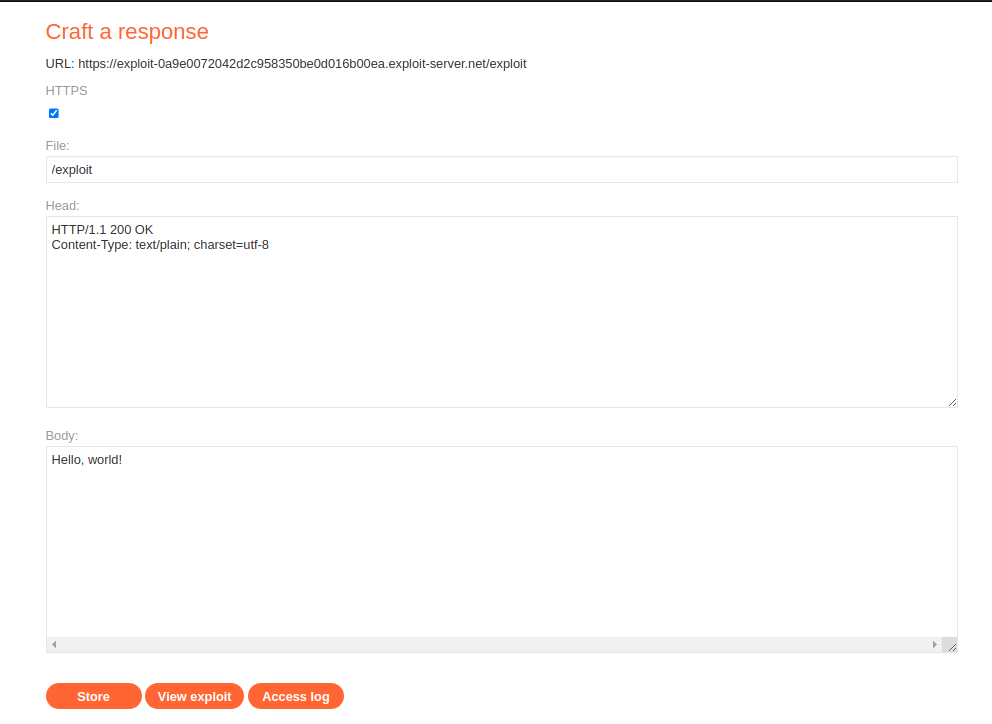 Craft a response
URL: https://exploit-0a9e0072042d2c958350be0d016b00ea.exploit-server.net/exploit
HTTPS
File:
/exploit
Head:
HTTP/1.1 200 OK
Content-Type: text/plain; charset=utf-8
Body:
Hello, world!
Store View exploit Access log